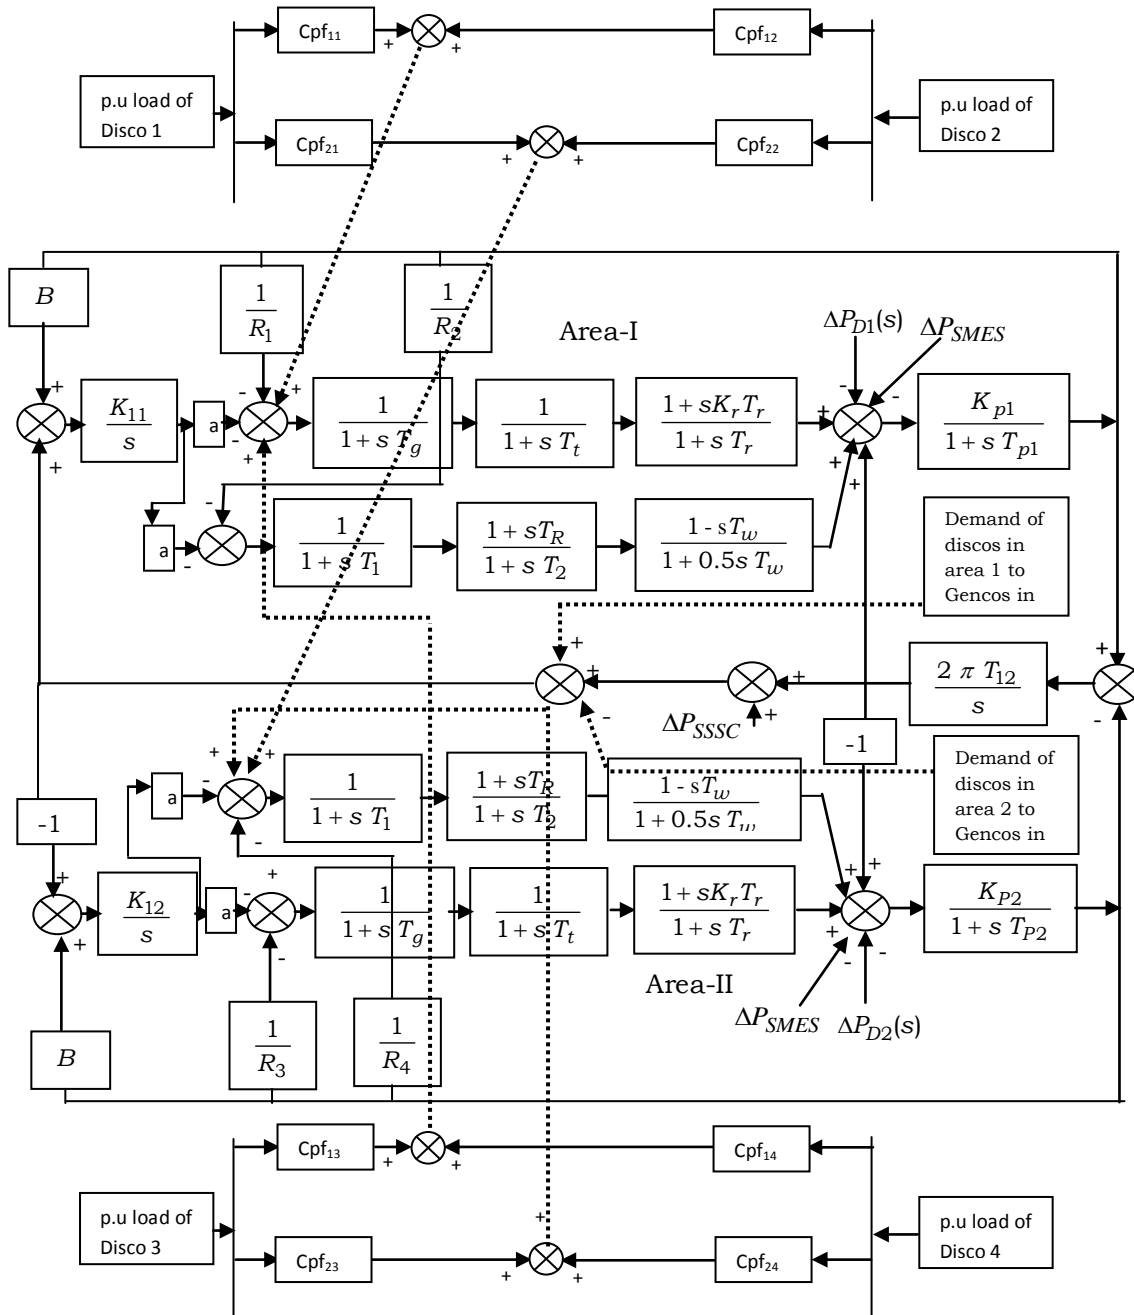 Cpf11
Cpf12
p.u load of
Disco 1
p.u load of
Disco 2
Cpf21
Cpf22
+
+
+
+
B
1/R1
1/R2
Area-I
ΔPD1(s)
ΔPSMES
+
+
K11/s
a
-
-
+
+
1/(1 + s Tg)
1/(1 + s Tt)
(1 + sKrTr)/(1 + s Tr)
+
-
-
-
+
+
Kp1/(1 + s Tp1)
a
-
-
1/(1 + s T1)
(1 + sTR)/(1 + s T2)
(1 - sTw)/(1 + 0.5s Tw)
Demand of
discos in
area 1 to
Gencos in
+
+
-
+
+
ΔPSSSC
2 π T12/s
+
-
-1
Demand of
discos in
area 2 to
Gencos in
-1
a
-
+
+
-
1/(1 + s T1)
(1 + sTR)/(1 + s T2)
(1 - sTw)/(1 + 0.5s Tw)
+
+
K12/s
a
-
+
-
1/(1 + s Tg)
1/(1 + s Tt)
(1 + sKrTr)/(1 + s Tr)
+
+
+
-
-
KP2/(1 + s TP2)
Area-II
ΔPSMES
ΔPD2(s)
B
1/R3
1/R4
Cpf13
Cpf14
+
+
p.u load of
Disco 3
p.u load of
Disco 4
+
Cpf23
Cpf24
+
+